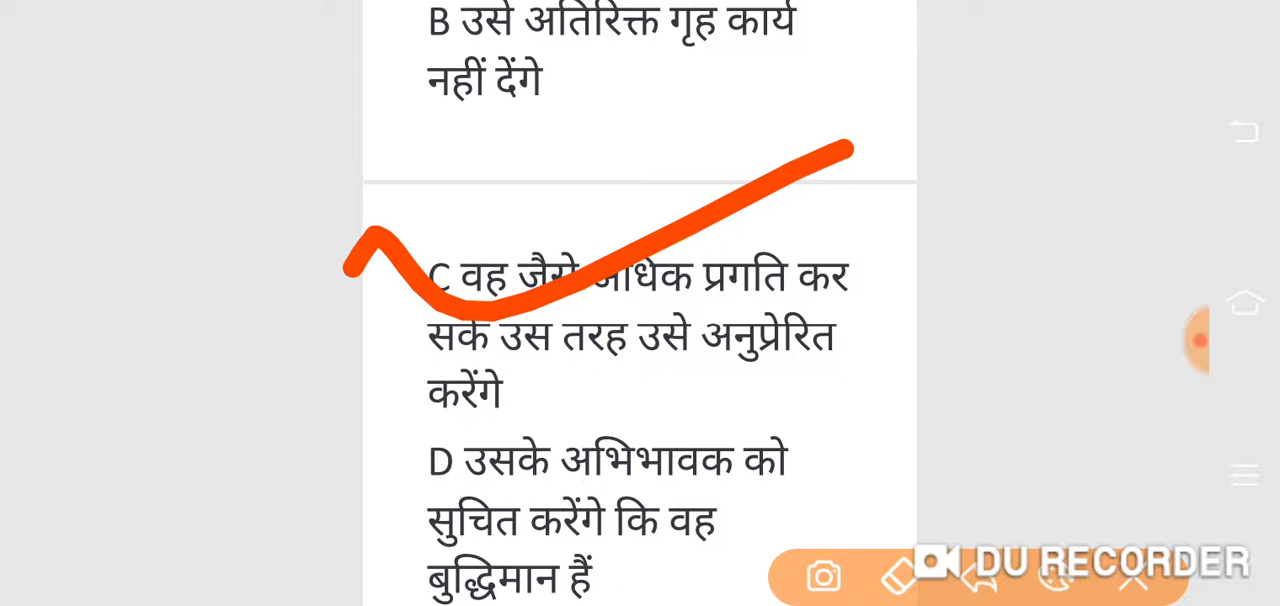 B उसे अतिरिक्त गृह कार्य
नहीं देंगे
C वह जैसे अधिक प्रगति कर
सके उस तरह उसे अनुप्रेरित
करेंगे
D उसके अभिभावक को
सुचित करेंगे कि वह
बुद्धिमान हैं
DU RECORDER